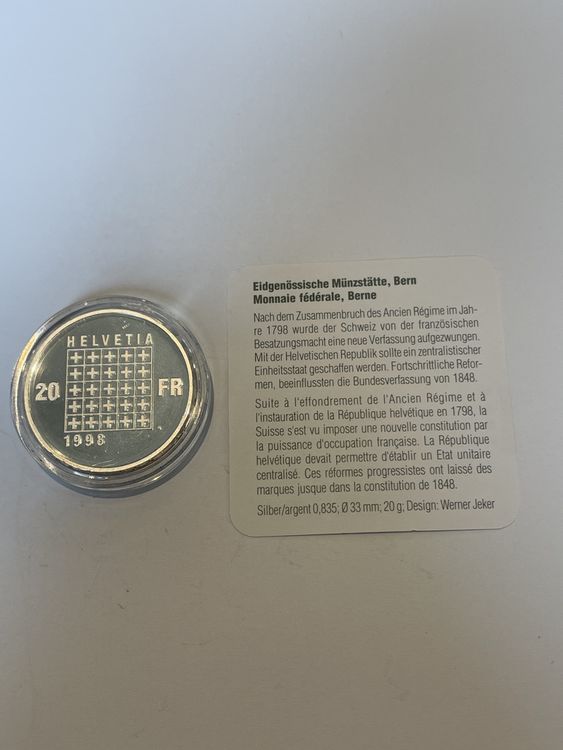 HELVETIA
20 FR
1998
Eidgenössische Münzstätte, Bern
Monnaie fédérale, Berne
Nach dem Zusammenbruch des Ancien Régime im Jah-
re 1798 wurde der Schweiz von der französischen
Besatzungsmacht eine neue Verfassung aufgezwungen.
Mit der Helvetischen Republik sollte ein zentralistischer
Einheitsstaat geschaffen werden. Fortschrittliche Refor-
men, beeinflussten die Bundesverfassung von 1848.
Suite à l'effondrement de l'Ancien Régime et à
l'instauration de la République helvétique en 1798, la
Suisse s'est vu imposer une nouvelle constitution par
la puissance d'occupation française. La République
helvétique devait permettre d'établir un Etat unitaire
centralisé. Ces réformes progressistes ont laissé des
marques jusque dans la constitution de 1848.
Silber/argent 0,835; Ø 33 mm; 20 g; Design: Werner Jeker